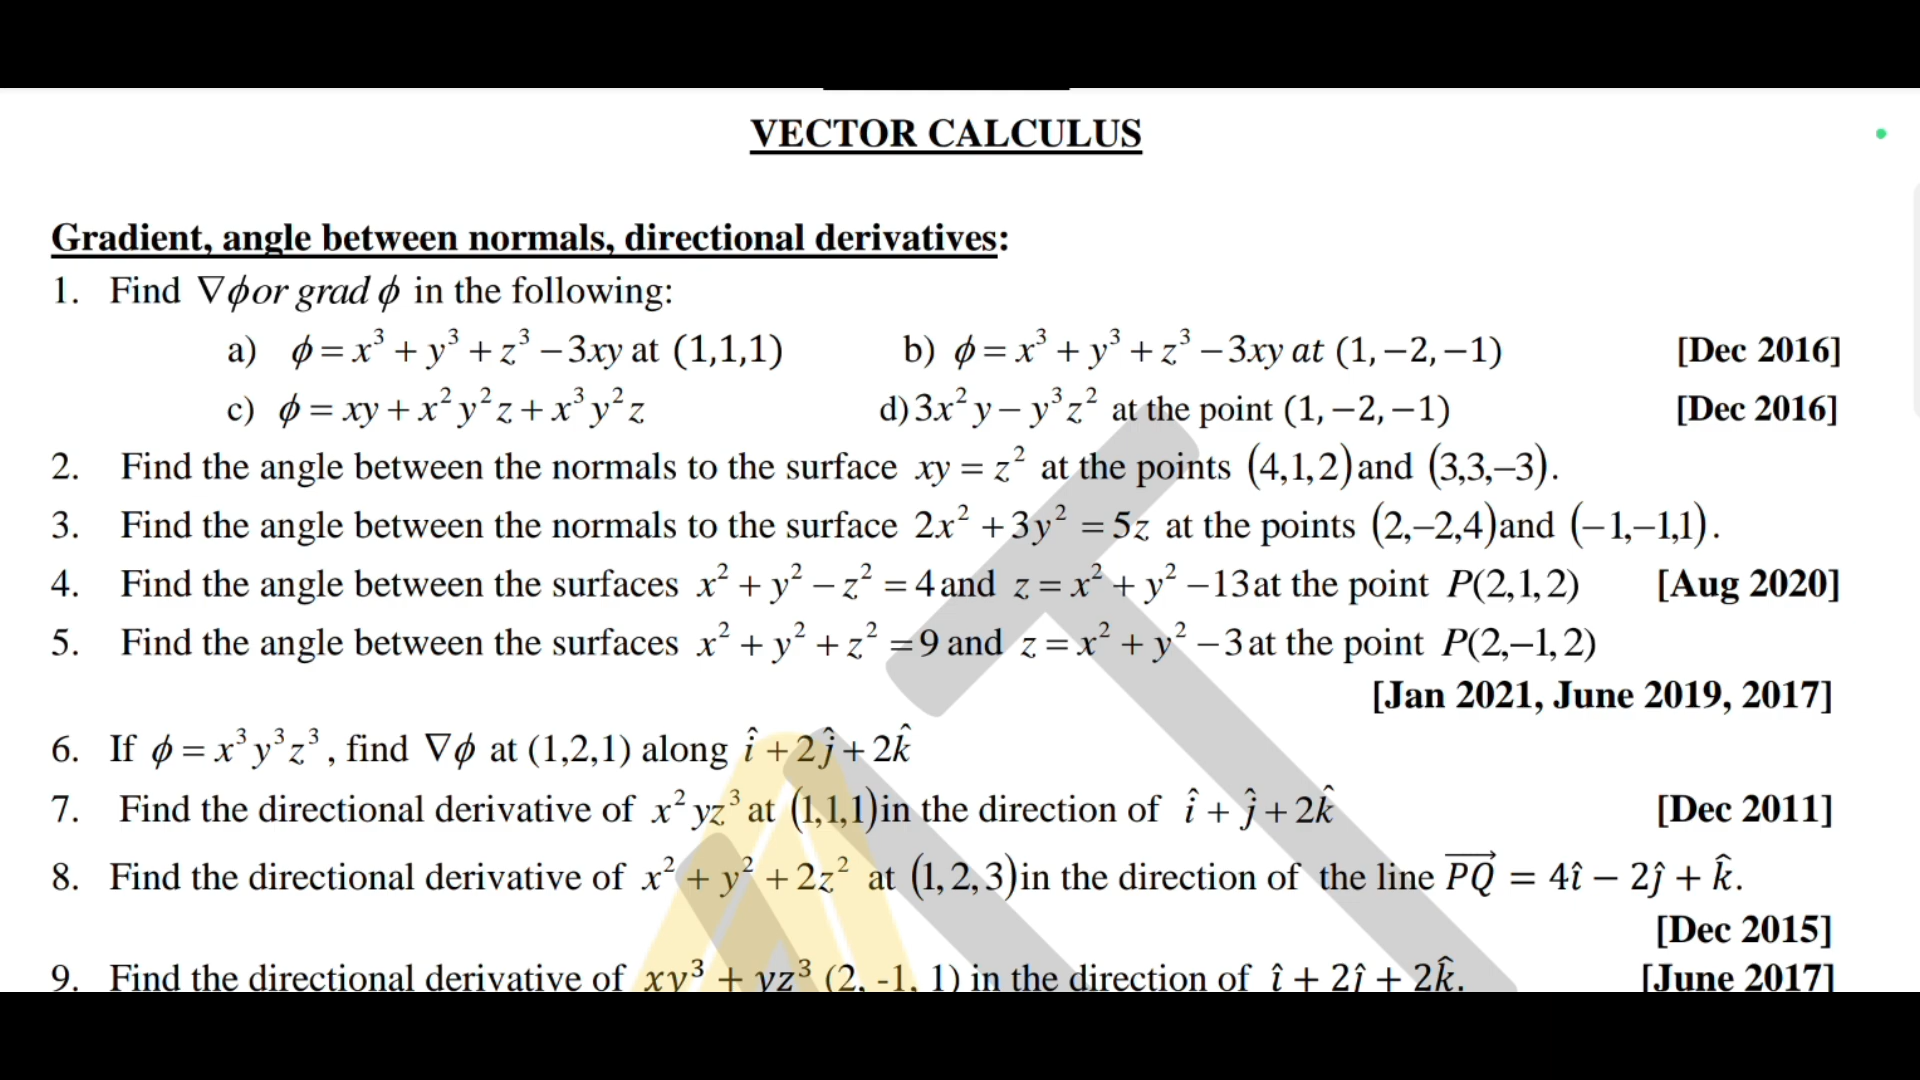 VECTOR CALCULUS
Gradient, angle between normals, directional derivatives:
1. Find ∇ϕor grad ϕ in the following:
a) ϕ = x³ + y³ + z³ − 3xy at (1,1,1) b) ϕ = x³ + y³ + z³ − 3xy at (1,−2,−1) [Dec 2016]
c) ϕ = xy + x²y²z + x³y²z d) 3x²y − y³z² at the point (1,−2,−1) [Dec 2016]
2. Find the angle between the normals to the surface xy = z² at the points (4,1,2) and (3,3,−3).
3. Find the angle between the normals to the surface 2x² + 3y² = 5z at the points (2,−2,4) and (−1,−1,1).
4. Find the angle between the surfaces x² + y² − z² = 4 and z = x² + y² − 13 at the point P(2,1,2) [Aug 2020]
5. Find the angle between the surfaces x² + y² + z² = 9 and z = x² + y² − 3 at the point P(2,−1,2)
[Jan 2021, June 2019, 2017]
6. If ϕ = x³y³z³, find ∇ϕ at (1,2,1) along î + 2ĵ + 2k̂
7. Find the directional derivative of x²yz³ at (1,1,1) in the direction of î + ĵ + 2k̂ [Dec 2011]
8. Find the directional derivative of x² + y² + 2z² at (1,2,3) in the direction of the line P͞Q⃗ = 4î − 2ĵ + k̂.
[Dec 2015]
9. Find the directional derivative of xy³ + yz³ (2, -1, 1) in the direction of î + 2î + 2k̂. [June 2017]